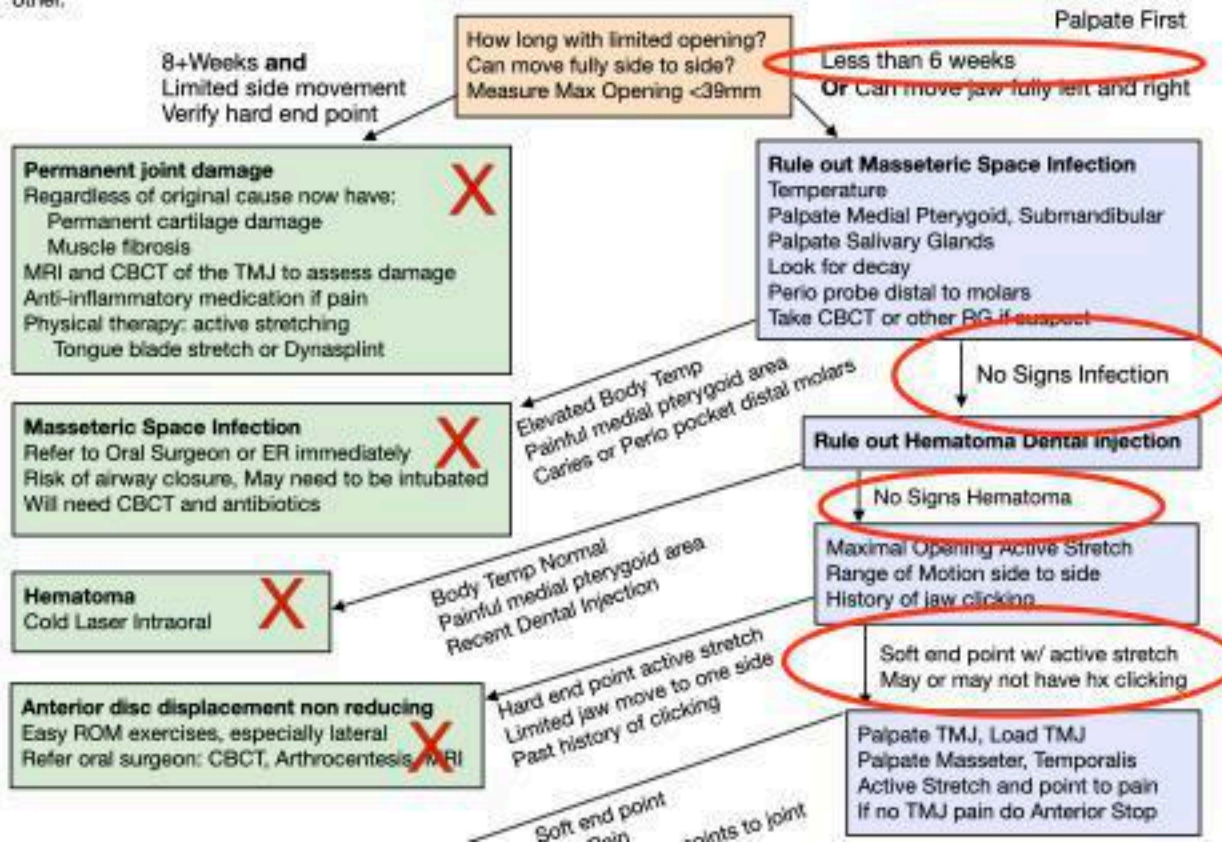 other.
Palpate First
How long with limited opening?
Can move fully side to side?
Measure Max Opening <39mm
8+Weeks and
Limited side movement
Verify hard end point
Less than 6 weeks
Or Can move jaw fully left and right
Permanent joint damage
Regardless of original cause now have:
Permanent cartilage damage
Muscle fibrosis
MRI and CBCT of the TMJ to assess damage
Anti-inflammatory medication if pain
Physical therapy: active stretching
Tongue blade stretch or Dynasplint
X
Rule out Masseteric Space Infection
Temperature
Palpate Medial Pterygoid, Submandibular
Palpate Salivary Glands
Look for decay
Perio probe distal to molars
Take CBCT or other RG if suspect
Elevated Body Temp
Painful medial pterygoid area
Caries or Perio pocket distal molars
No Signs Infection
Masseteric Space Infection
Refer to Oral Surgeon or ER immediately
Risk of airway closure, May need to be intubated
Will need CBCT and antibiotics
X
Rule out Hematoma Dental injection
No Signs Hematoma
Body Temp Normal
Painful medial pterygoid area
Recent Dental Injection
Hematoma
Cold Laser Intraoral
X
Maximal Opening Active Stretch
Range of Motion side to side
History of jaw clicking
Hard end point active stretch
Limited jaw move to one side
Past history of clicking
Soft end point w/ active stretch
May or may not have hx clicking
Anterior disc displacement non reducing
Easy ROM exercises, especially lateral
Refer oral surgeon: CBCT, Arthrocentesis, MRI
X
Palpate TMJ, Load TMJ
Palpate Masseter, Temporalis
Active Stretch and point to pain
If no TMJ pain do Anterior Stop
Soft end point
Pain
points to joint